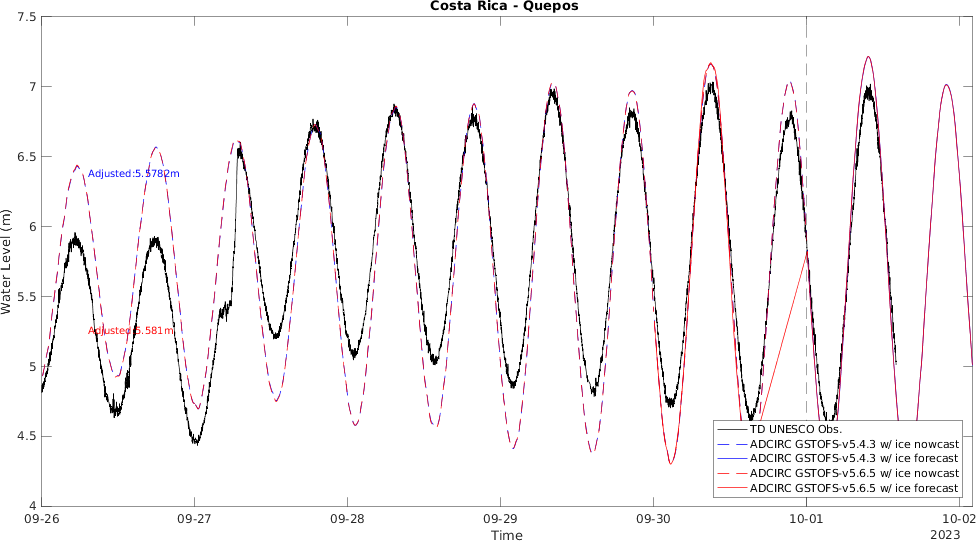 Costa Rica - Quepos
7.5
7
6.5
6
5.5
5
4.5
4
Water Level (m)
Adjusted:5.5782m
Adjusted:5.581m
TD UNESCO Obs.
ADCIRC GSTOFS-v5.4.3 w/ ice nowcast
ADCIRC GSTOFS-v5.4.3 w/ ice forecast
ADCIRC GSTOFS-v5.6.5 w/ ice nowcast
ADCIRC GSTOFS-v5.6.5 w/ ice forecast
09-26 09-27 09-28 09-29 09-30 10-01 10-02
Time
2023